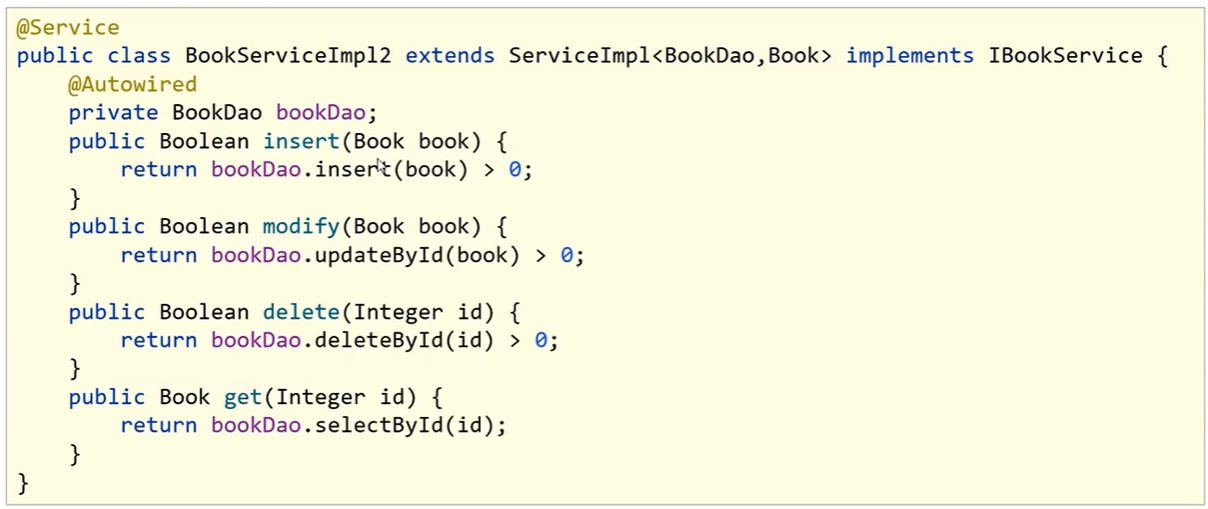 @Service
public class BookServiceImpl2 extends ServiceImpl<BookDao,Book> implements IBookService {
    @Autowired
    private BookDao bookDao;
    public Boolean insert(Book book) {
        return bookDao.insert(book) > 0;
    }
    public Boolean modify(Book book) {
        return bookDao.updateById(book) > 0;
    }
    public Boolean delete(Integer id) {
        return bookDao.deleteById(id) > 0;
    }
    public Book get(Integer id) {
        return bookDao.selectById(id);
    }
}